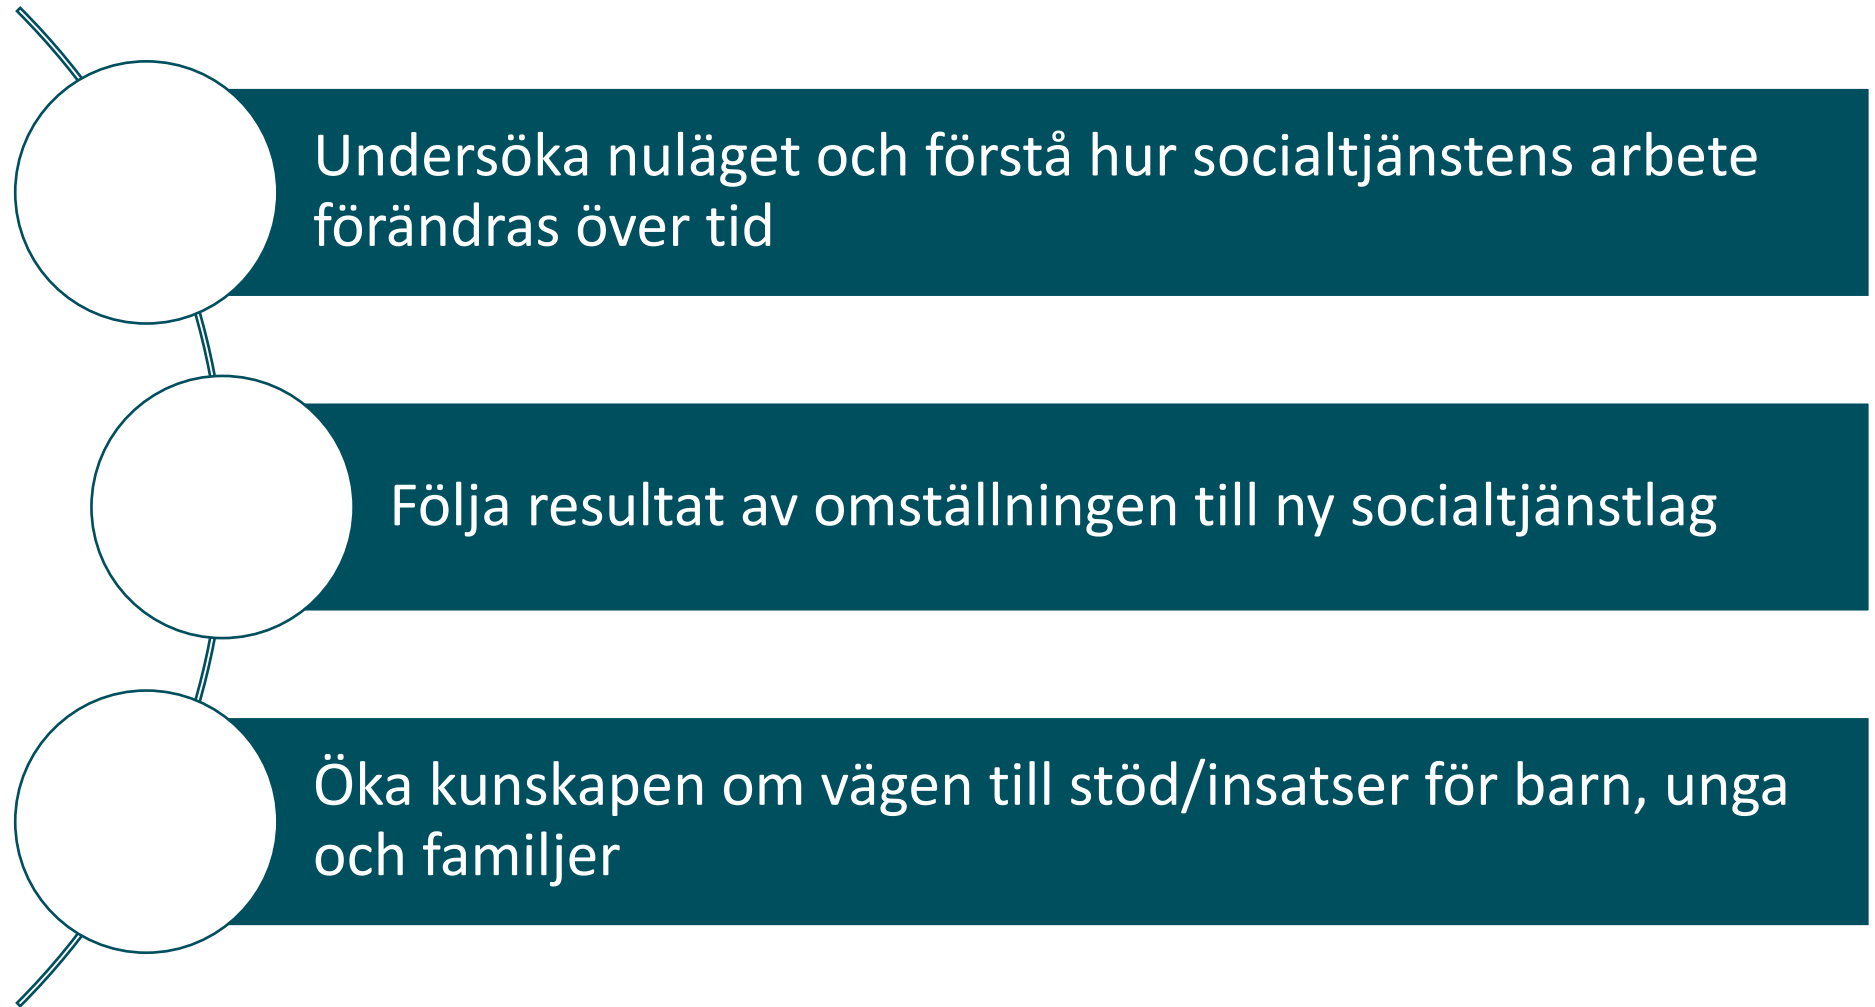 Undersöka nuläget och förstå hur socialtjänstens arbete
förändras över tid
Följa resultat av omställningen till ny socialtjänstlag
Öka kunskapen om vägen till stöd/insatser för barn, unga
och familjer